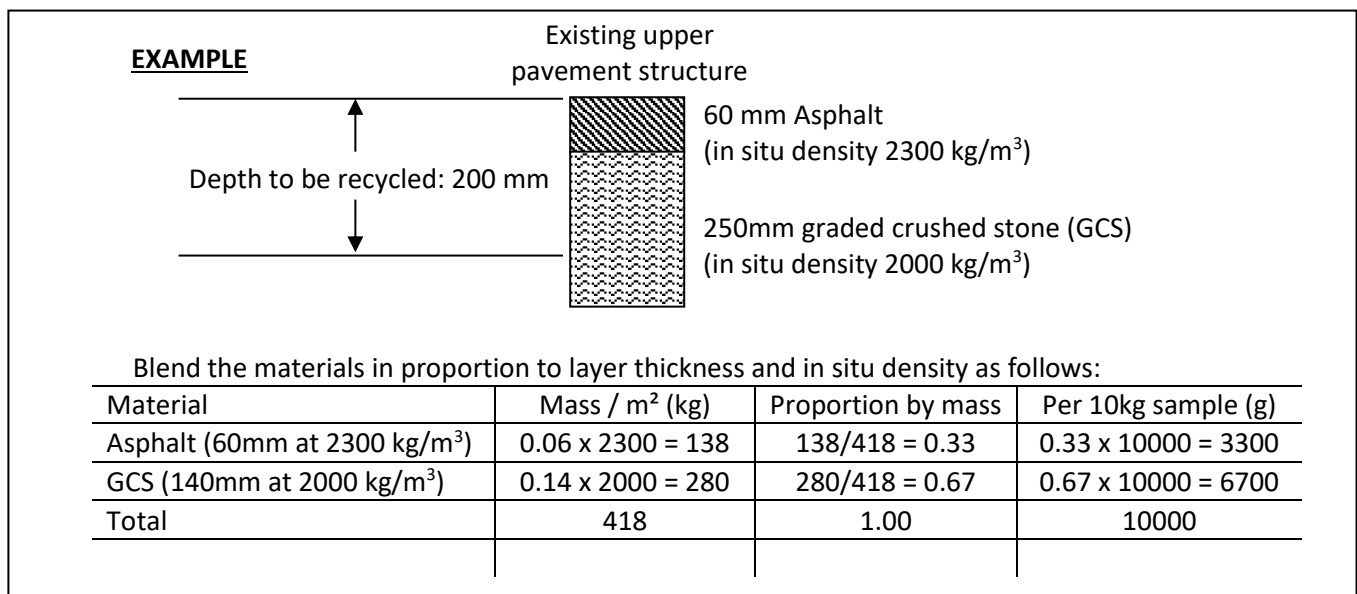 EXAMPLE
Existing upper
pavement structure
60 mm Asphalt
(in situ density 2300 kg/m³)
Depth to be recycled: 200 mm
250mm graded crushed stone (GCS)
(in situ density 2000 kg/m³)
Blend the materials in proportion to layer thickness and in situ density as follows:
Material Mass / m² (kg) Proportion by mass Per 10kg sample (g)
Asphalt (60mm at 2300 kg/m³) 0.06 x 2300 = 138 138/418 = 0.33 0.33 x 10000 = 3300
GCS (140mm at 2000 kg/m³) 0.14 x 2000 = 280 280/418 = 0.67 0.67 x 10000 = 6700
Total 418 1.00 10000